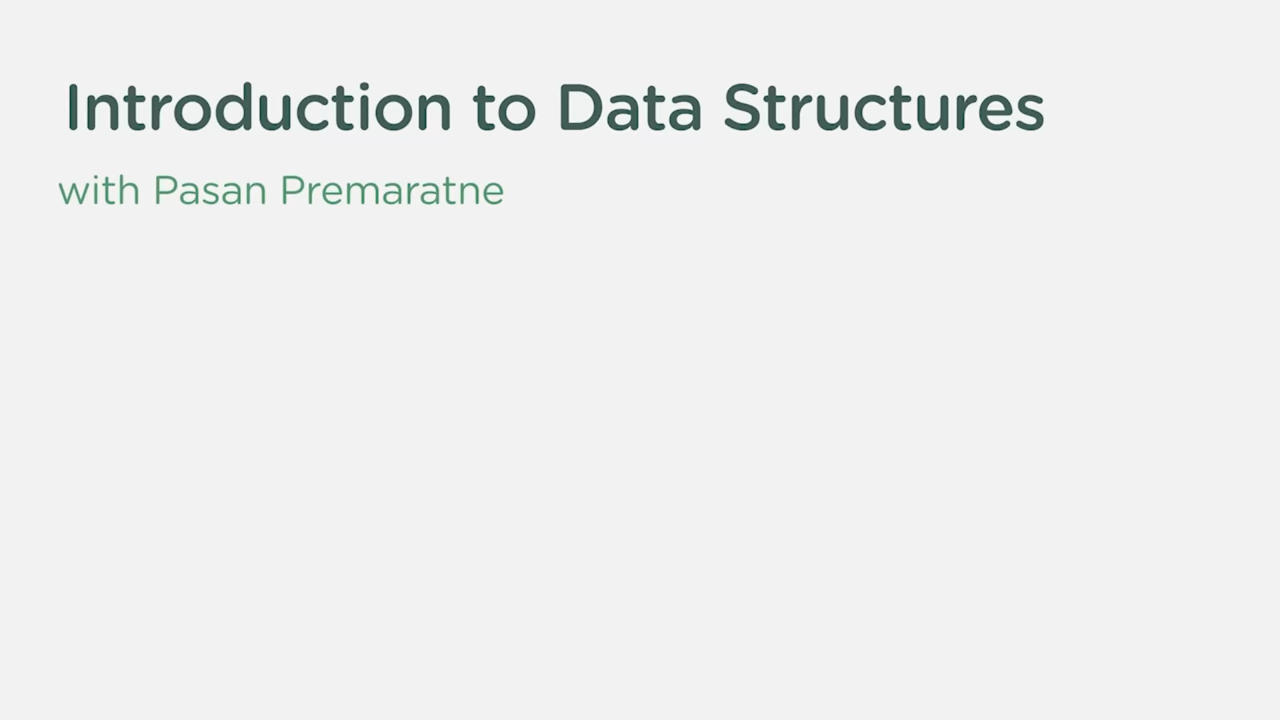 Introduction to Data Structures
with Pasan Premaratne